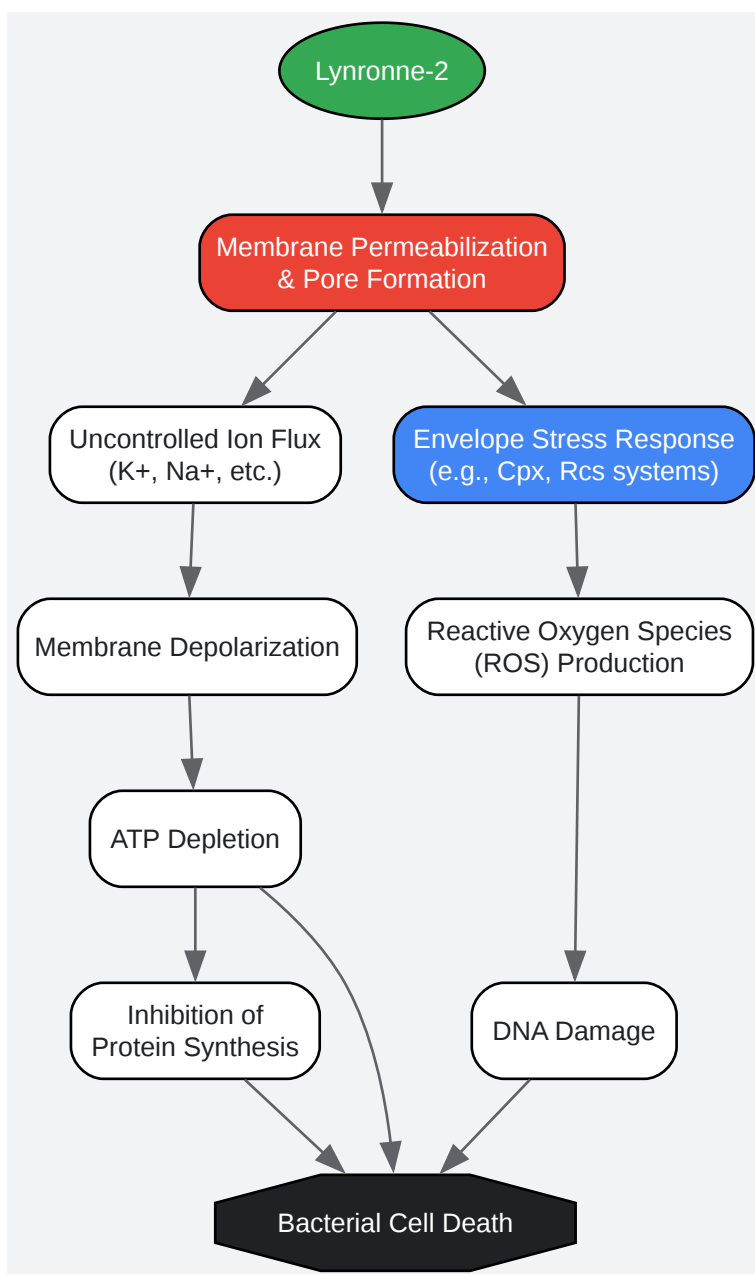 Lynronne-2
Membrane Permeabilization
& Pore Formation
Uncontrolled Ion Flux
(K+, Na+, etc.)
Envelope Stress Response
(e.g., Cpx, Rcs systems)
Membrane Depolarization
Reactive Oxygen Species
(ROS) Production
ATP Depletion
Inhibition of
Protein Synthesis
DNA Damage
Bacterial Cell Death